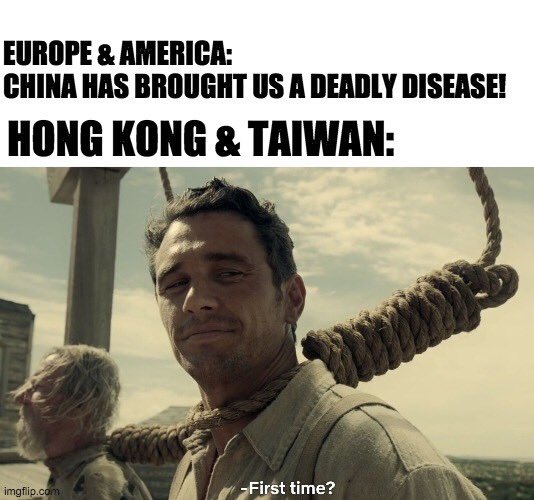 EUROPE & AMERICA:
CHINA HAS BROUGHT US A DEADLY DISEASE!
HONG KONG & TAIWAN:
-First time?
imgflip.com